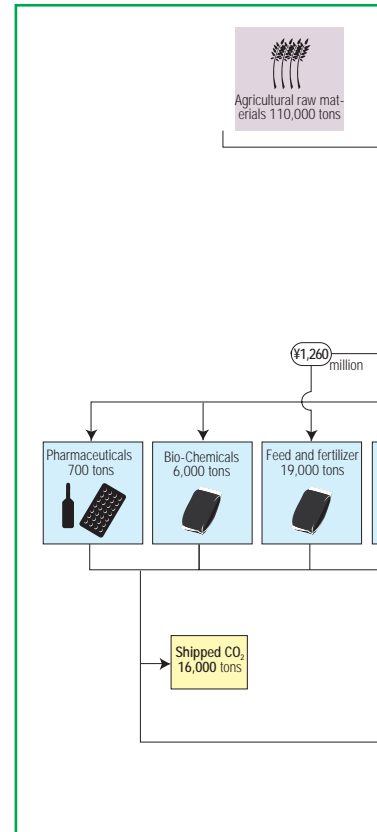 Agricultural raw mat-
erials 110,000 tons
¥1,260
million
Pharmaceuticals
700 tons
Bio-Chemicals
6,000 tons
Feed and fertilizer
19,000 tons
Shipped CO₂
16,000 tons